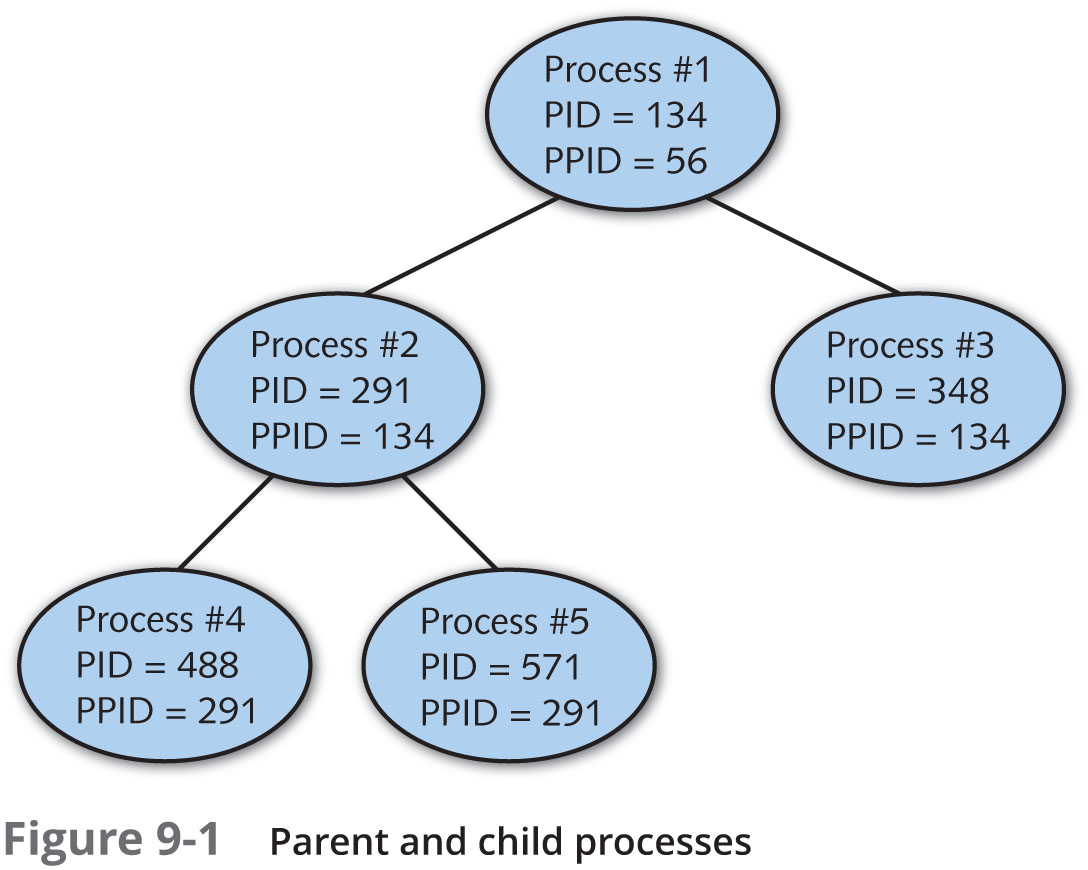 Process #1
PID = 134
PPID = 56
Process #2
PID = 291
PPID = 134
Process #3
PID = 348
PPID = 134
Process #4
PID = 488
PPID = 291
Process #5
PID = 571
PPID = 291
Figure 9-1 Parent and child processes